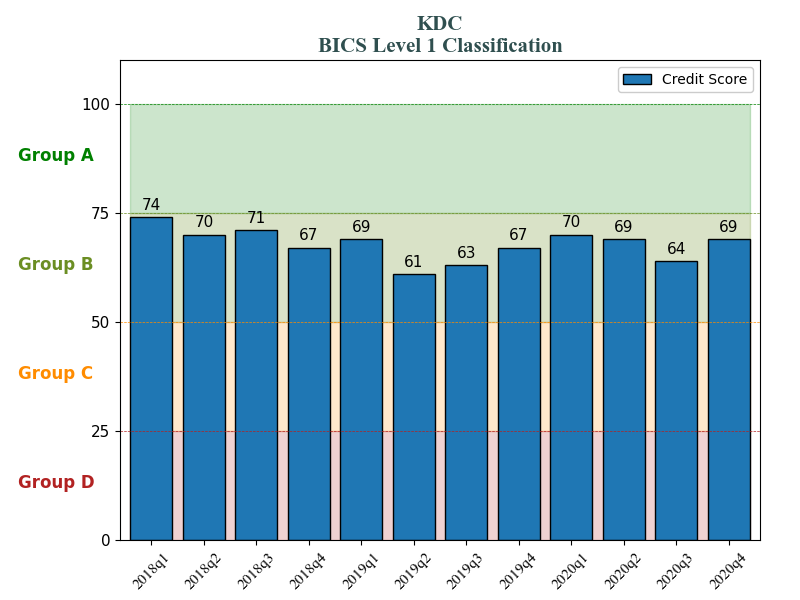 KDC
BICS Level 1 Classification
Credit Score
100
Group A
75
Group B
50
Group C
25
Group D
0
74
70
71
67
69
61
63
67
70
69
64
69
2018q1
2018q2
2018q3
2018q4
2019q1
2019q2
2019q3
2019q4
2020q1
2020q2
2020q3
2020q4